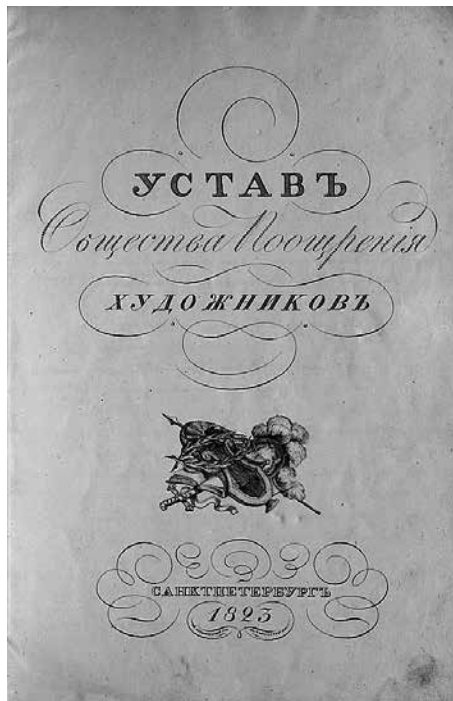 УСТАВЪ
Общества Поощренія
ХУДОЖНИКОВЪ
САНКТПЕТЕРБУРГЪ
1823